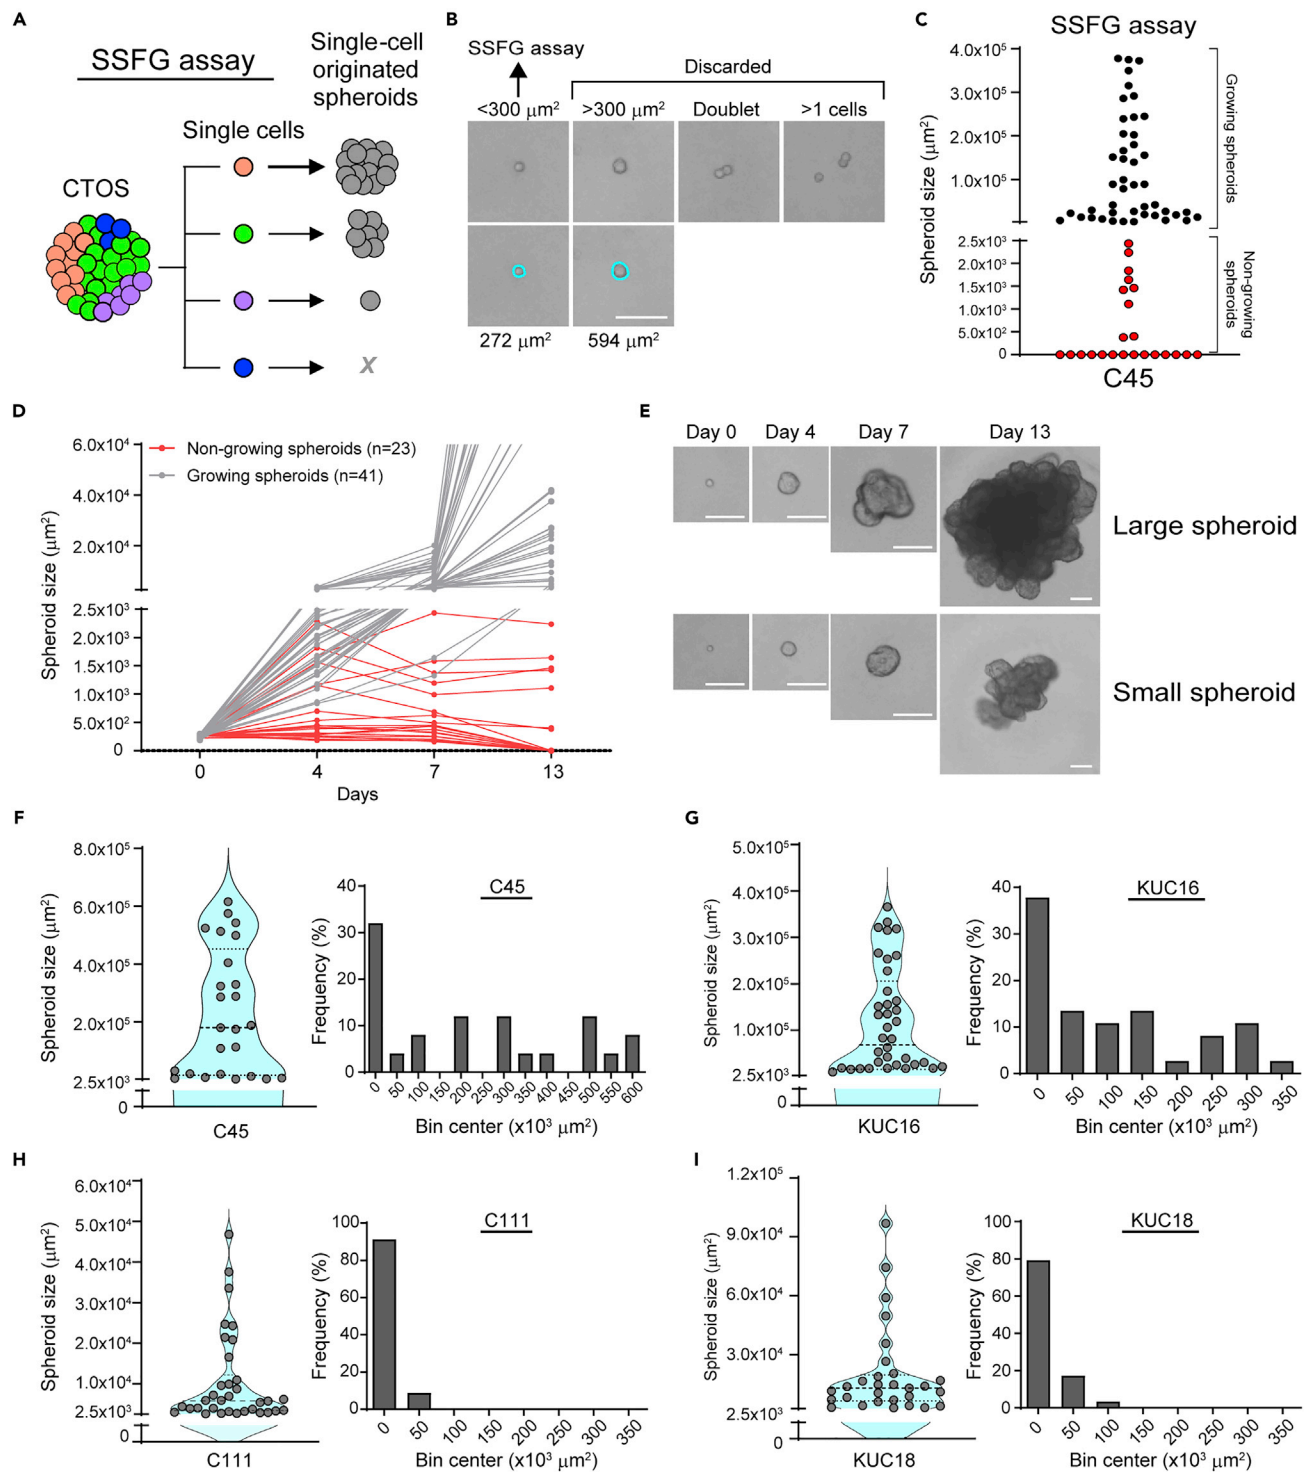 A
SSFG assay
Single-cell
originated
spheroids
Single cells
CTOS
X
B
SSFG assay
Discarded
<300 μm²
>300 μm²
Doublet
>1 cells
272 μm²
594 μm²
C
SSFG assay
Spheroid size (μm²)
4.0x10⁵
3.0x10⁵
2.0x10⁵
1.0x10⁵
2.5x10³
2.0x10³
1.5x10³
1.0x10³
5.0x10²
0
Growing spheroids
Non-growing
spheroids
C45
D
Spheroid size (μm²)
6.0x10⁴
4.0x10⁴
2.0x10⁴
2.5x10³
2.0x10³
1.5x10³
1.0x10³
5.0x10²
0
Non-growing spheroids (n=23)
Growing spheroids (n=41)
0 4 7 13
Days
E
Day 0 Day 4 Day 7 Day 13
Large spheroid
Small spheroid
F
Spheroid size (μm²)
8.0x10⁵
6.0x10⁵
4.0x10⁵
2.0x10⁵
2.5x10³
0
C45
C45
Frequency (%)
40
30
20
10
0
0 50 100 150 200 250 300 350 400 450 500 550 600
Bin center (x10³ μm²)
G
Spheroid size (μm²)
5.0x10⁵
4.0x10⁵
3.0x10⁵
2.0x10⁵
1.0x10⁵
2.5x10³
0
KUC16
KUC16
Frequency (%)
40
30
20
10
0
0 50 100 150 200 250 300 350
Bin center (x10³ μm²)
H
Spheroid size (μm²)
6.0x10⁴
5.0x10⁴
4.0x10⁴
3.0x10⁴
2.0x10⁴
1.0x10⁴
2.5x10³
0
C111
C111
Frequency (%)
100
80
60
40
20
0
0 50 100 150 200 250 300 350
Bin center (x10³ μm²)
I
Spheroid size (μm²)
1.2x10⁵
9.0x10⁴
6.0x10⁴
3.0x10⁴
2.5x10³
0
KUC18
KUC18
Frequency (%)
100
80
60
40
20
0
0 50 100 150 200 250 300 350
Bin center (x10³ μm²)